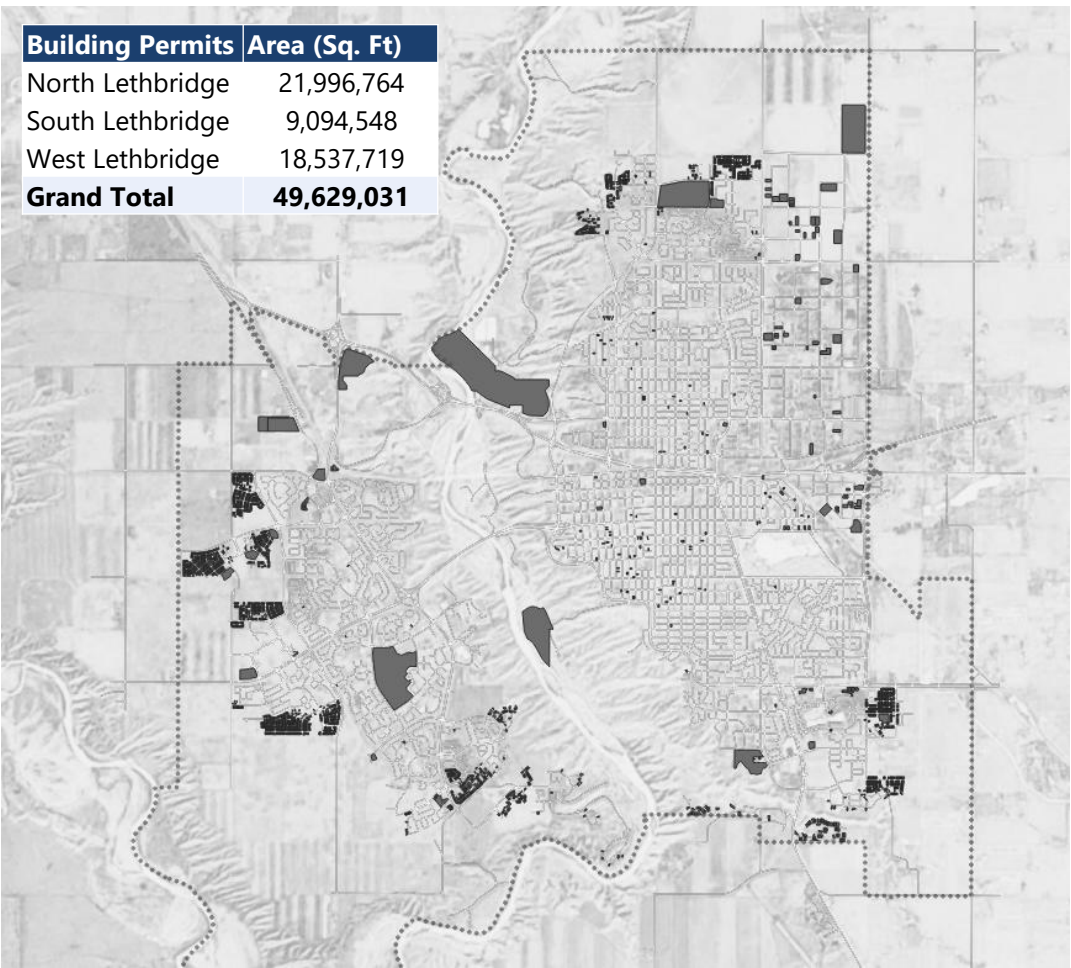 Building Permits Area (Sq. Ft)
North Lethbridge 21,996,764
South Lethbridge 9,094,548
West Lethbridge 18,537,719
Grand Total 49,629,031